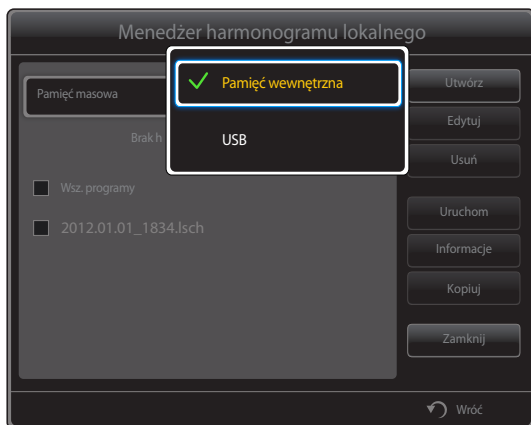 Menedżer harmonogramu lokalnego
Pamięć masowa
Pamięć wewnętrzna
USB
Brak h
Wsz. programy
2012.01.01_1834.lsch
Utwórz
Edytuj
Usuń
Uruchom
Informacje
Kopiuj
Zamknij
Wróć